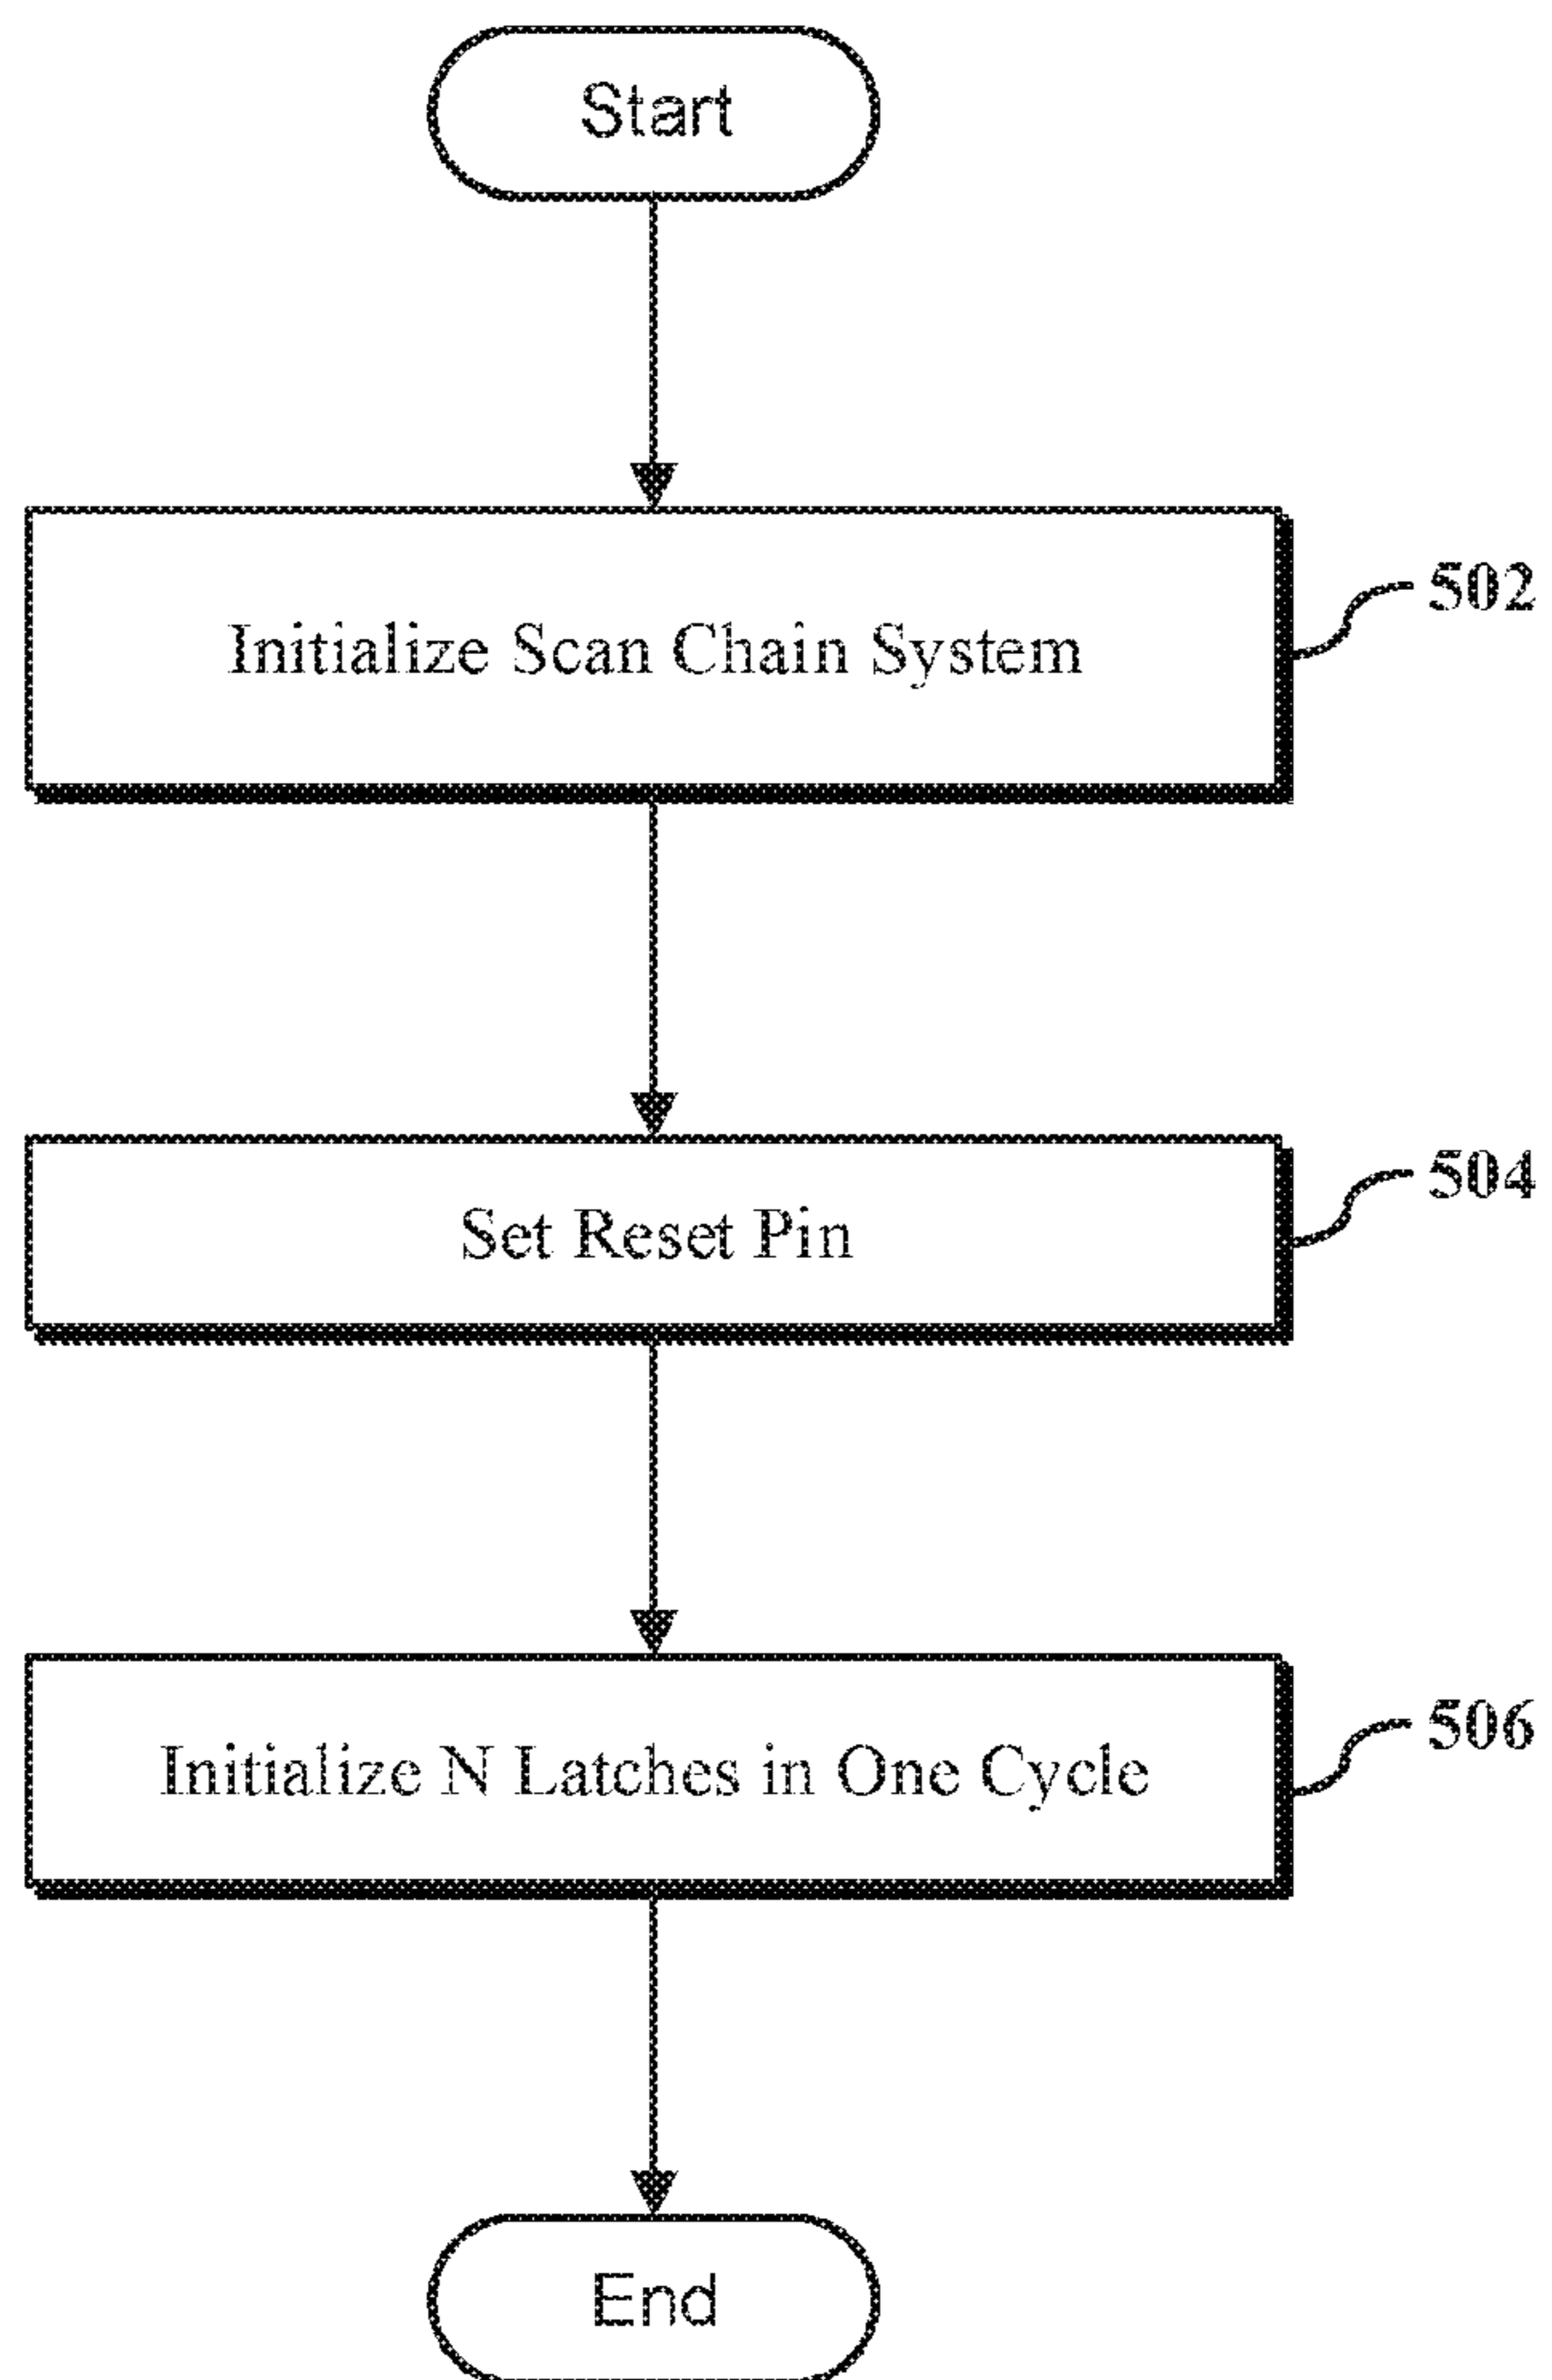 Start
Initialize Scan Chain System
502
Set Reset Pin
504
Initialize N Latches in One Cycle
506
End